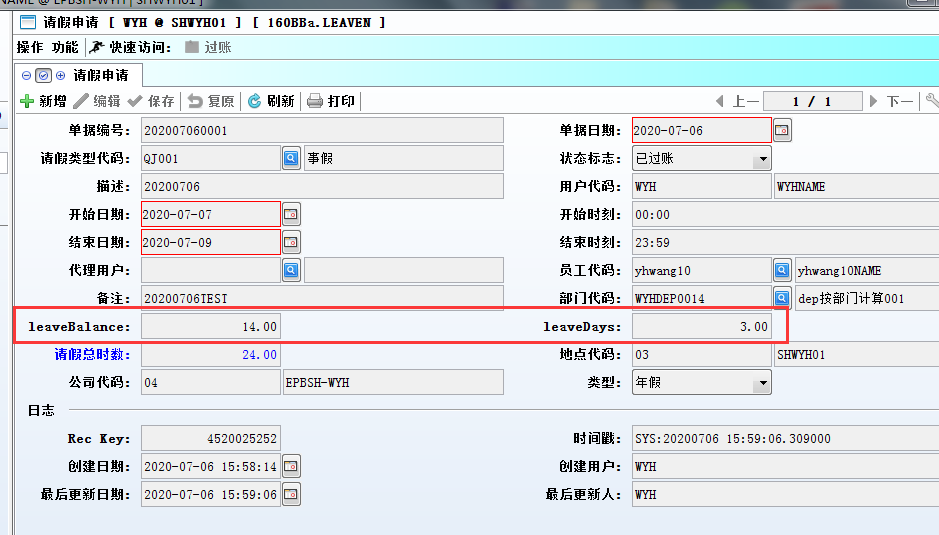 NAME @ EPBSH-WYH [ SHWYH01 ]
请假申请 [ WYH @ SHWYH01 ] [ 160BBa.LEAVEN ]
操作 功能 快速访问: 过账
请假申请
新增 编辑 保存 复原 刷新 打印 上一 1 / 1 下一
单据编号: 202007060001 单据日期: 2020-07-06
请假类型代码: QJ001 事假 状态标志: 已过账
描述: 20200706 用户代码: WYH WYHNAME
开始日期: 2020-07-07 开始时刻: 00:00
结束日期: 2020-07-09 结束时刻: 23:59
代理用户: 员工代码: yhwang10 yhwang10NAME
备注: 20200706TEST 部门代码: WYHDEP0014 dep按部门计算001
leaveBalance: 14.00 leaveDays: 3.00
请假总时数: 24.00 地点代码: 03 SHWYH01
公司代码: 04 EPBSH-WYH 类型: 年假
日志
Rec Key: 4520025252 时间戳: SYS:20200706 15:59:06.309000
创建日期: 2020-07-06 15:58:14 创建用户: WYH
最后更新日期: 2020-07-06 15:59:06 最后更新人: WYH